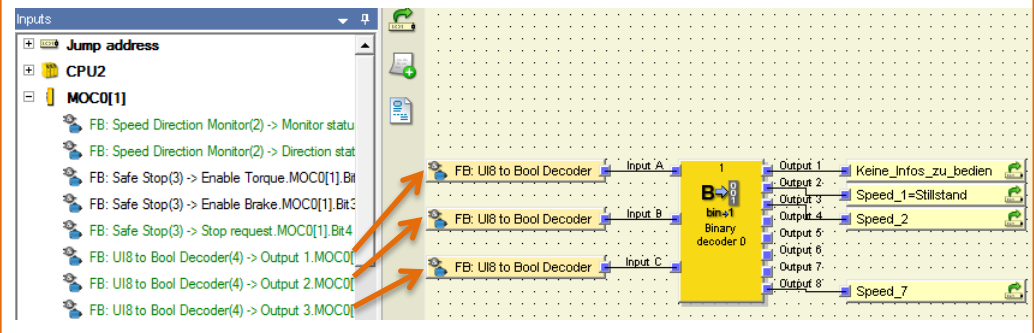 Inputs
Jump address
CPU2
MOC0[1]
FB: Speed Direction Monitor(2) -> Monitor statu
FB: Speed Direction Monitor(2) -> Direction stat
FB: Safe Stop(3) -> Enable Torque.MOC0[1].Bit
FB: Safe Stop(3) -> Enable Brake.MOC0[1].Bit3
FB: Safe Stop(3) -> Stop request.MOC0[1].Bit4
FB: UI8 to Bool Decoder(4) -> Output 1.MOC0[
FB: UI8 to Bool Decoder(4) -> Output 2.MOC0[
FB: UI8 to Bool Decoder(4) -> Output 3.MOC0[
FB: UI8 to Bool Decoder
Input A
FB: UI8 to Bool Decoder
Input B
FB: UI8 to Bool Decoder
Input C
1
B
bin+1
Binary
decoder 0
Output 1
Output 2
Output 3
Output 4
Output 5
Output 6
Output 7
Output 8
Keine_Infos_zu_bedien
Speed_1=Stillstand
Speed_2
Speed_7